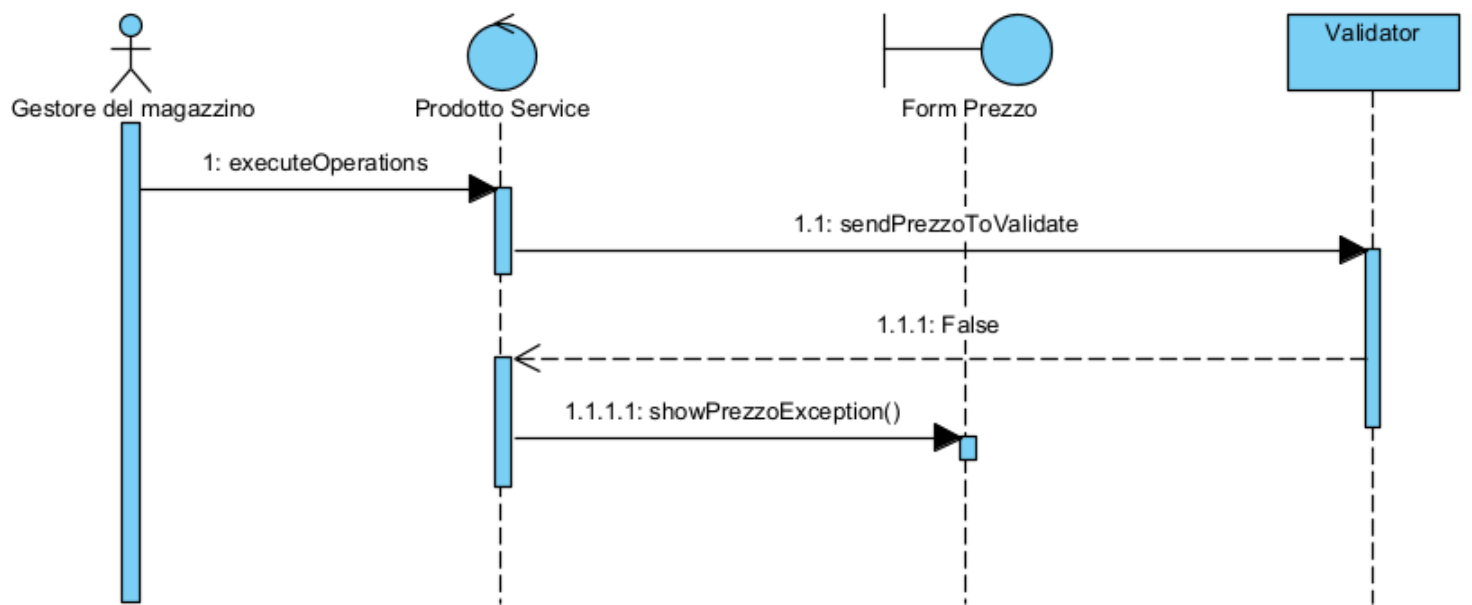 Validator
Gestore del magazzino
Prodotto Service
Form Prezzo
1: executeOperations
1.1: sendPrezzoToValidate
1.1.1: False
1.1.1.1: showPrezzoException()